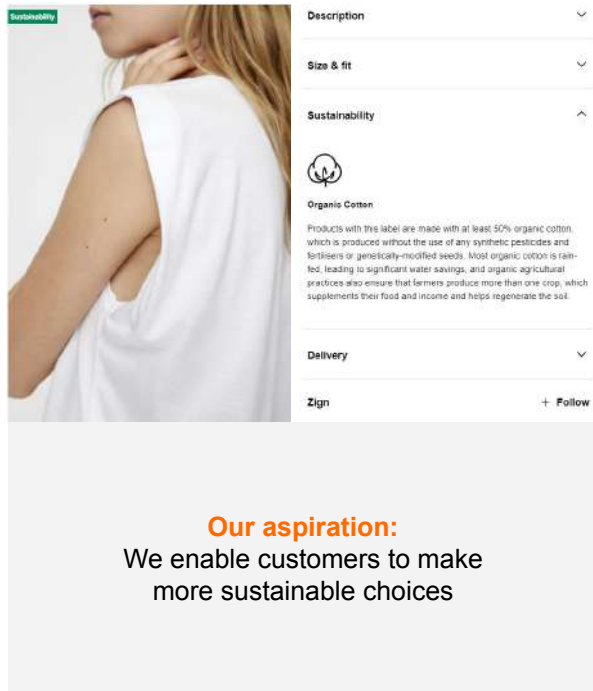 Sustainability
Description
Size & fit
Sustainability
Organic Cotton
Products with this label are made with at least 50% organic cotton,
which is produced without the use of any synthetic pesticides and
fertilisers or genetically-modified seeds. Most organic cotton is rain-
fed, leading to significant water savings, and organic agricultural
practices also ensure that farmers produce more than one crop, which
supplements their food and income and helps regenerate the soil.
Delivery
Zign
+ Follow
Our aspiration:
We enable customers to make
more sustainable choices